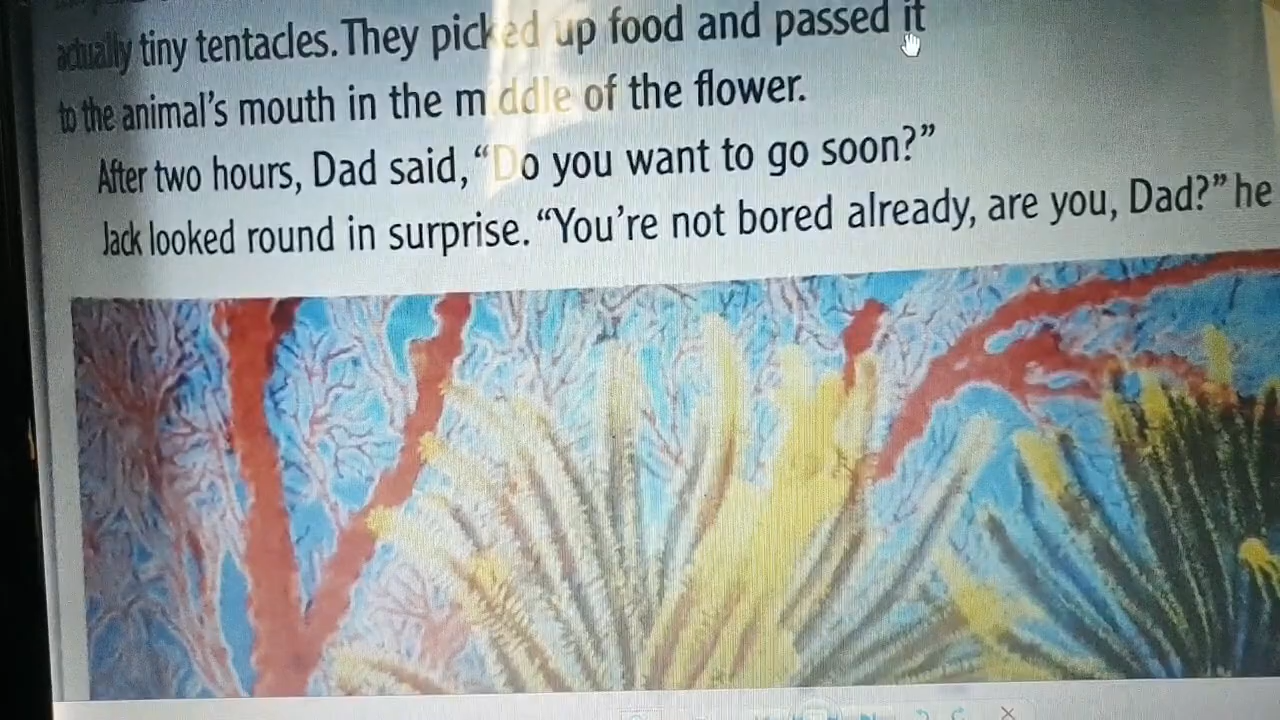 actually tiny tentacles. They picked up food and passed it
to the animal's mouth in the middle of the flower.
After two hours, Dad said, “Do you want to go soon?”
Jack looked round in surprise. “You're not bored already, are you, Dad?” he